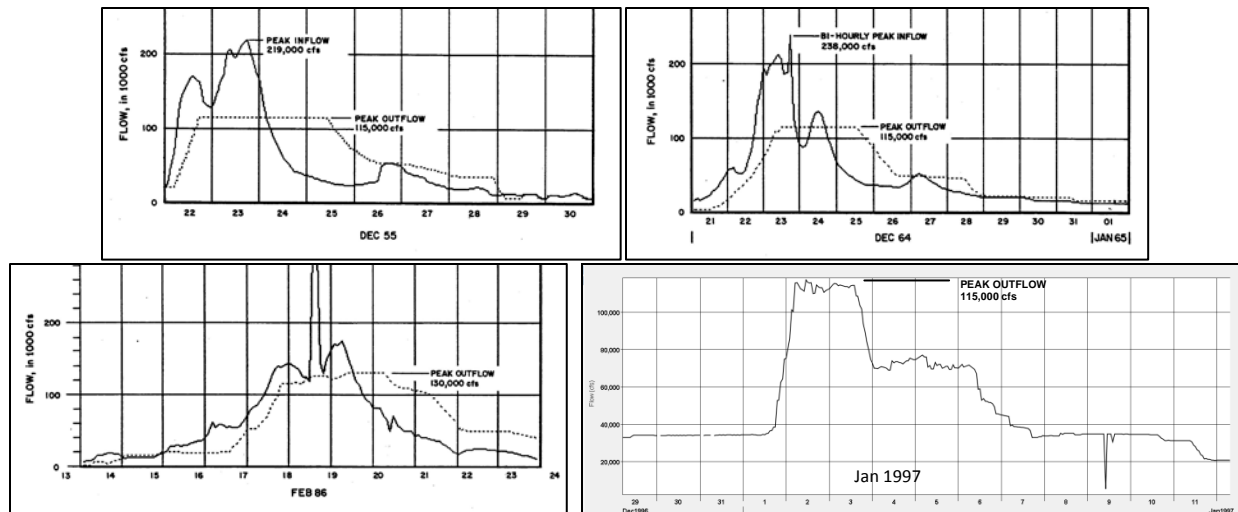 PEAK INFLOW
219,000 cfs
200
FLOW, in 1000 cfs
PEAK OUTFLOW
115,000 cfs
100
0
22 23 24 25 26 27 28 29 30
DEC 55
BI-HOURLY PEAK INFLOW
238,000 cfs
200
FLOW, in 1000 cfs
PEAK OUTFLOW
115,000 cfs
100
0
21 22 23 24 25 26 27 28 29 30 31 01
DEC 64 JAN 65
200
FLOW, in 1000 cfs
PEAK OUTFLOW
130,000 cfs
100
0
13 14 15 16 17 18 19 20 21 22 23 24
FEB 86
PEAK OUTFLOW
115,000 cfs
100,000
80,000
Flow (cfs)
60,000
40,000
20,000
Jan 1997
29 30 31 1 2 3 4 5 6 7 8 9 10 11
Dec1996 Jan1997